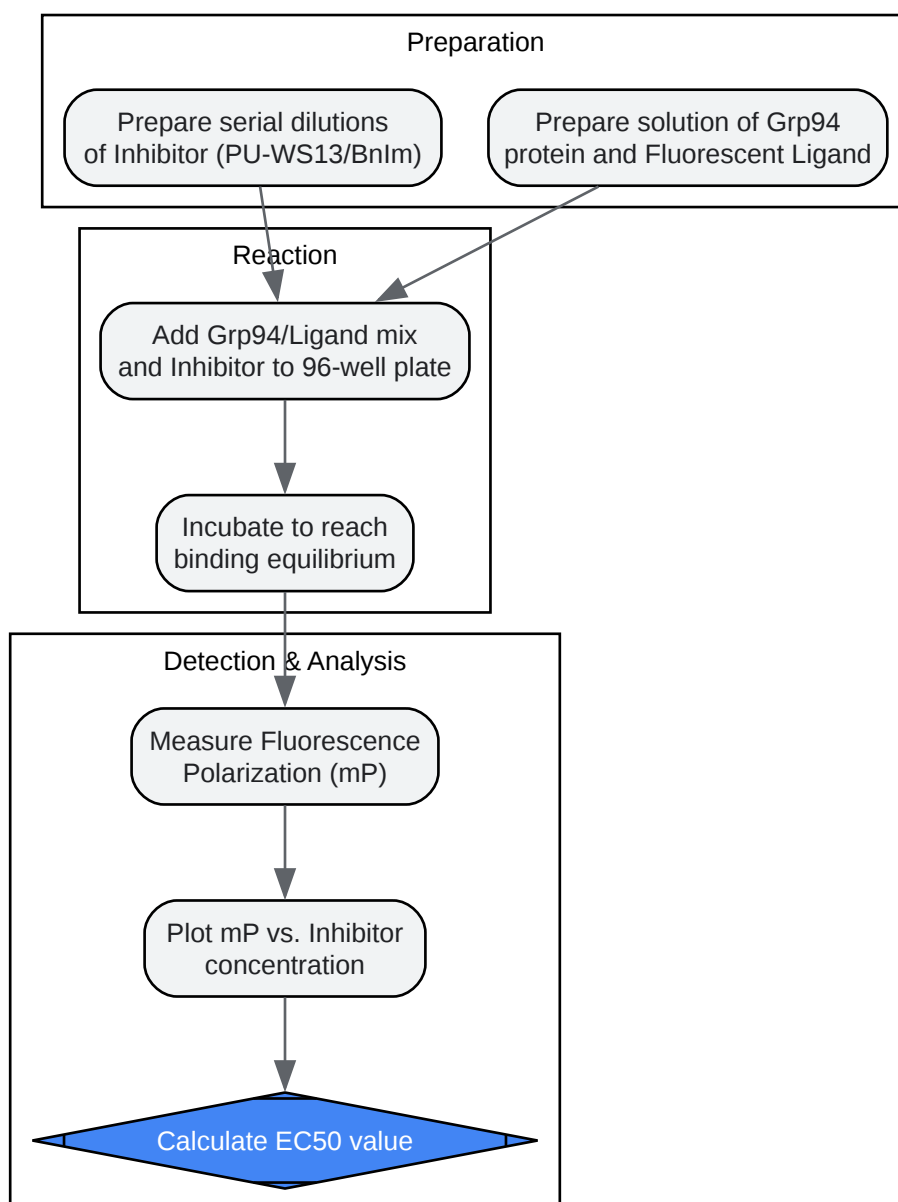 Preparation
Prepare serial dilutions
of Inhibitor (PU-WS13/BnIm)
Prepare solution of Grp94
protein and Fluorescent Ligand
Reaction
Add Grp94/Ligand mix
and Inhibitor to 96-well plate
Incubate to reach
binding equilibrium
Detection & Analysis
Measure Fluorescence
Polarization (mP)
Plot mP vs. Inhibitor
concentration
Calculate EC50 value